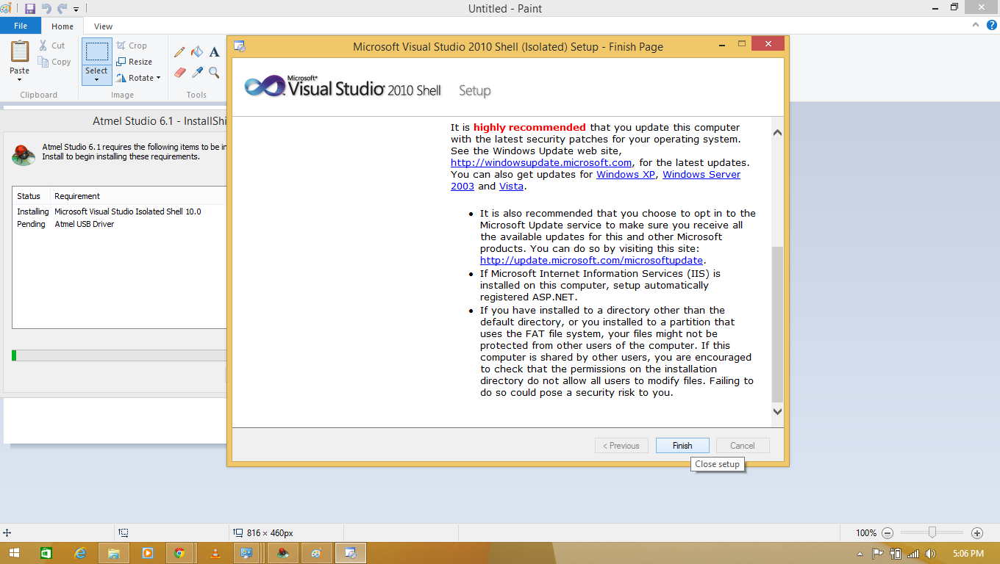 Untitled - Paint
File
Home
View
Paste
Cut
Copy
Clipboard
Select
Crop
Resize
Rotate
Image
A
Tools
Atmel Studio 6.1 - InstallShi
Atmel Studio 6.1 requires the following items to be in
Install to begin installing these requirements.
Status Requirement
Installing Microsoft Visual Studio Isolated Shell 10.0
Pending Atmel USB Driver
Microsoft Visual Studio 2010 Shell (Isolated) Setup - Finish Page
Microsoft®
Visual Studio® 2010 Shell Setup
It is highly recommended that you update this computer
with the latest security patches for your operating system.
See the Windows Update web site,
http://windowsupdate.microsoft.com, for the latest updates.
You can also get updates for Windows XP, Windows Server
2003 and Vista.
• It is also recommended that you choose to opt in to the
Microsoft Update service to make sure you receive all
the available updates for this and other Microsoft
products. You can do so by visiting this site:
http://update.microsoft.com/microsoftupdate.
• If Microsoft Internet Information Services (IIS) is
installed on this computer, setup automatically
registered ASP.NET.
• If you have installed to a directory other than the
default directory, or you installed to a partition that
uses the FAT file system, your files might not be
protected from other users of the computer. If this
computer is shared by other users, you are encouraged
to check that the permissions on the installation
directory do not allow all users to modify files. Failing to
do so could pose a security risk to you.
< Previous
Finish
Cancel
Close setup
816 × 460px
100%
5:06 PM